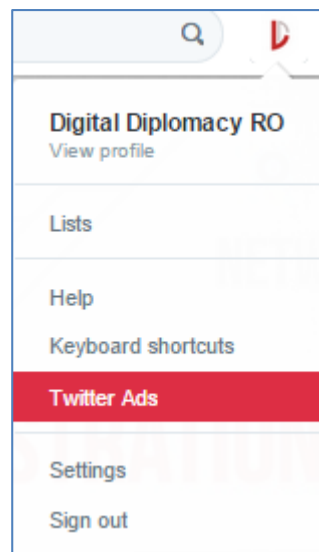 Digital Diplomacy RO
View profile
Lists
Help
Keyboard shortcuts
Twitter Ads
Settings
Sign out